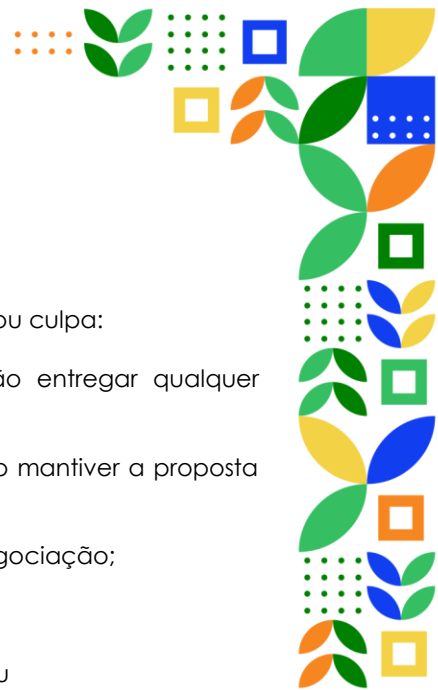 ou culpa:
ão entregar qualquer
o mantiver a proposta
gociação;
u